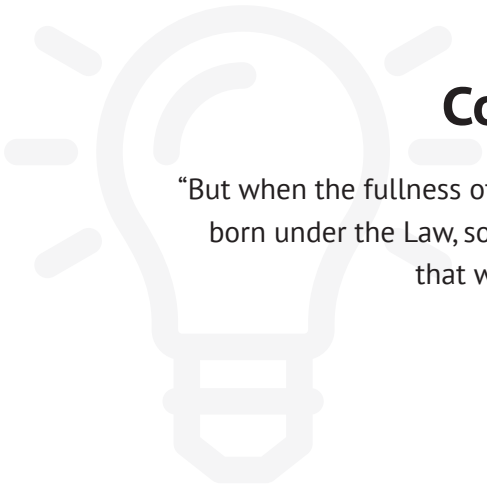 Co
“But when the fullness o
born under the Law, so
that w